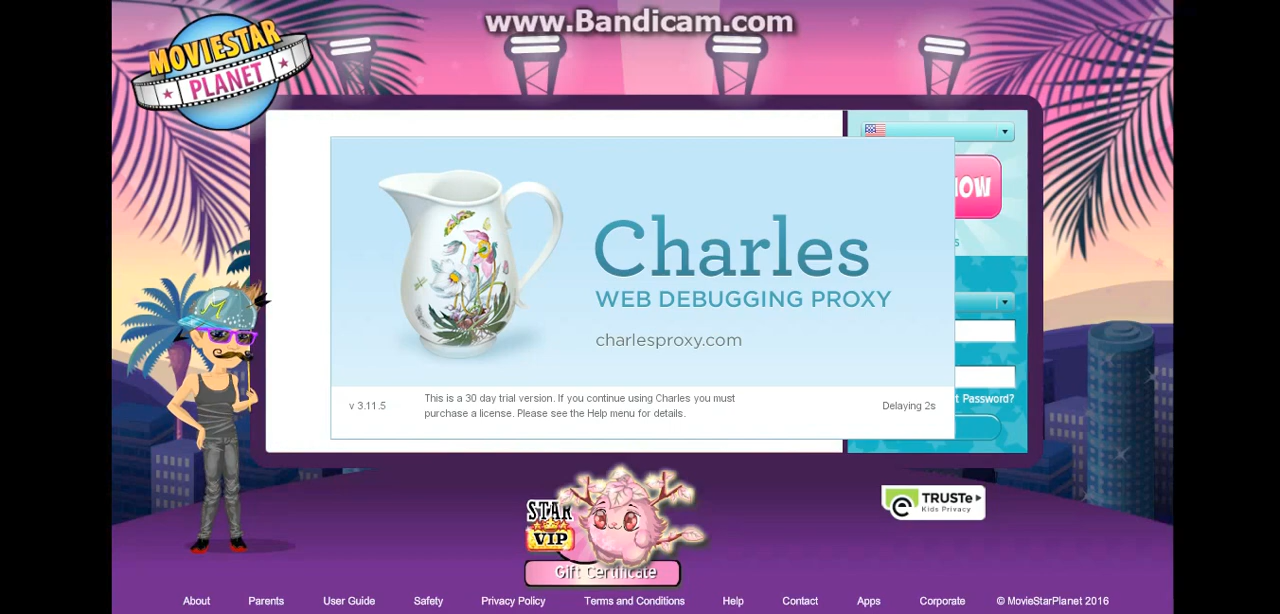 www.Bandicam.com
MOVIESTAR
PLANET
Charles
WEB DEBUGGING PROXY
charlesproxy.com
v 3.11.5
This is a 30 day trial version. If you continue using Charles you must
purchase a license. Please see the Help menu for details.
Delaying 2s
Password?
TRUSTe
Kids Privacy
STAR
VIP
Gift Certificate
About
Parents
User Guide
Safety
Privacy Policy
Terms and Conditions
Help
Contact
Apps
Corporate
© MovieStarPlanet 2016